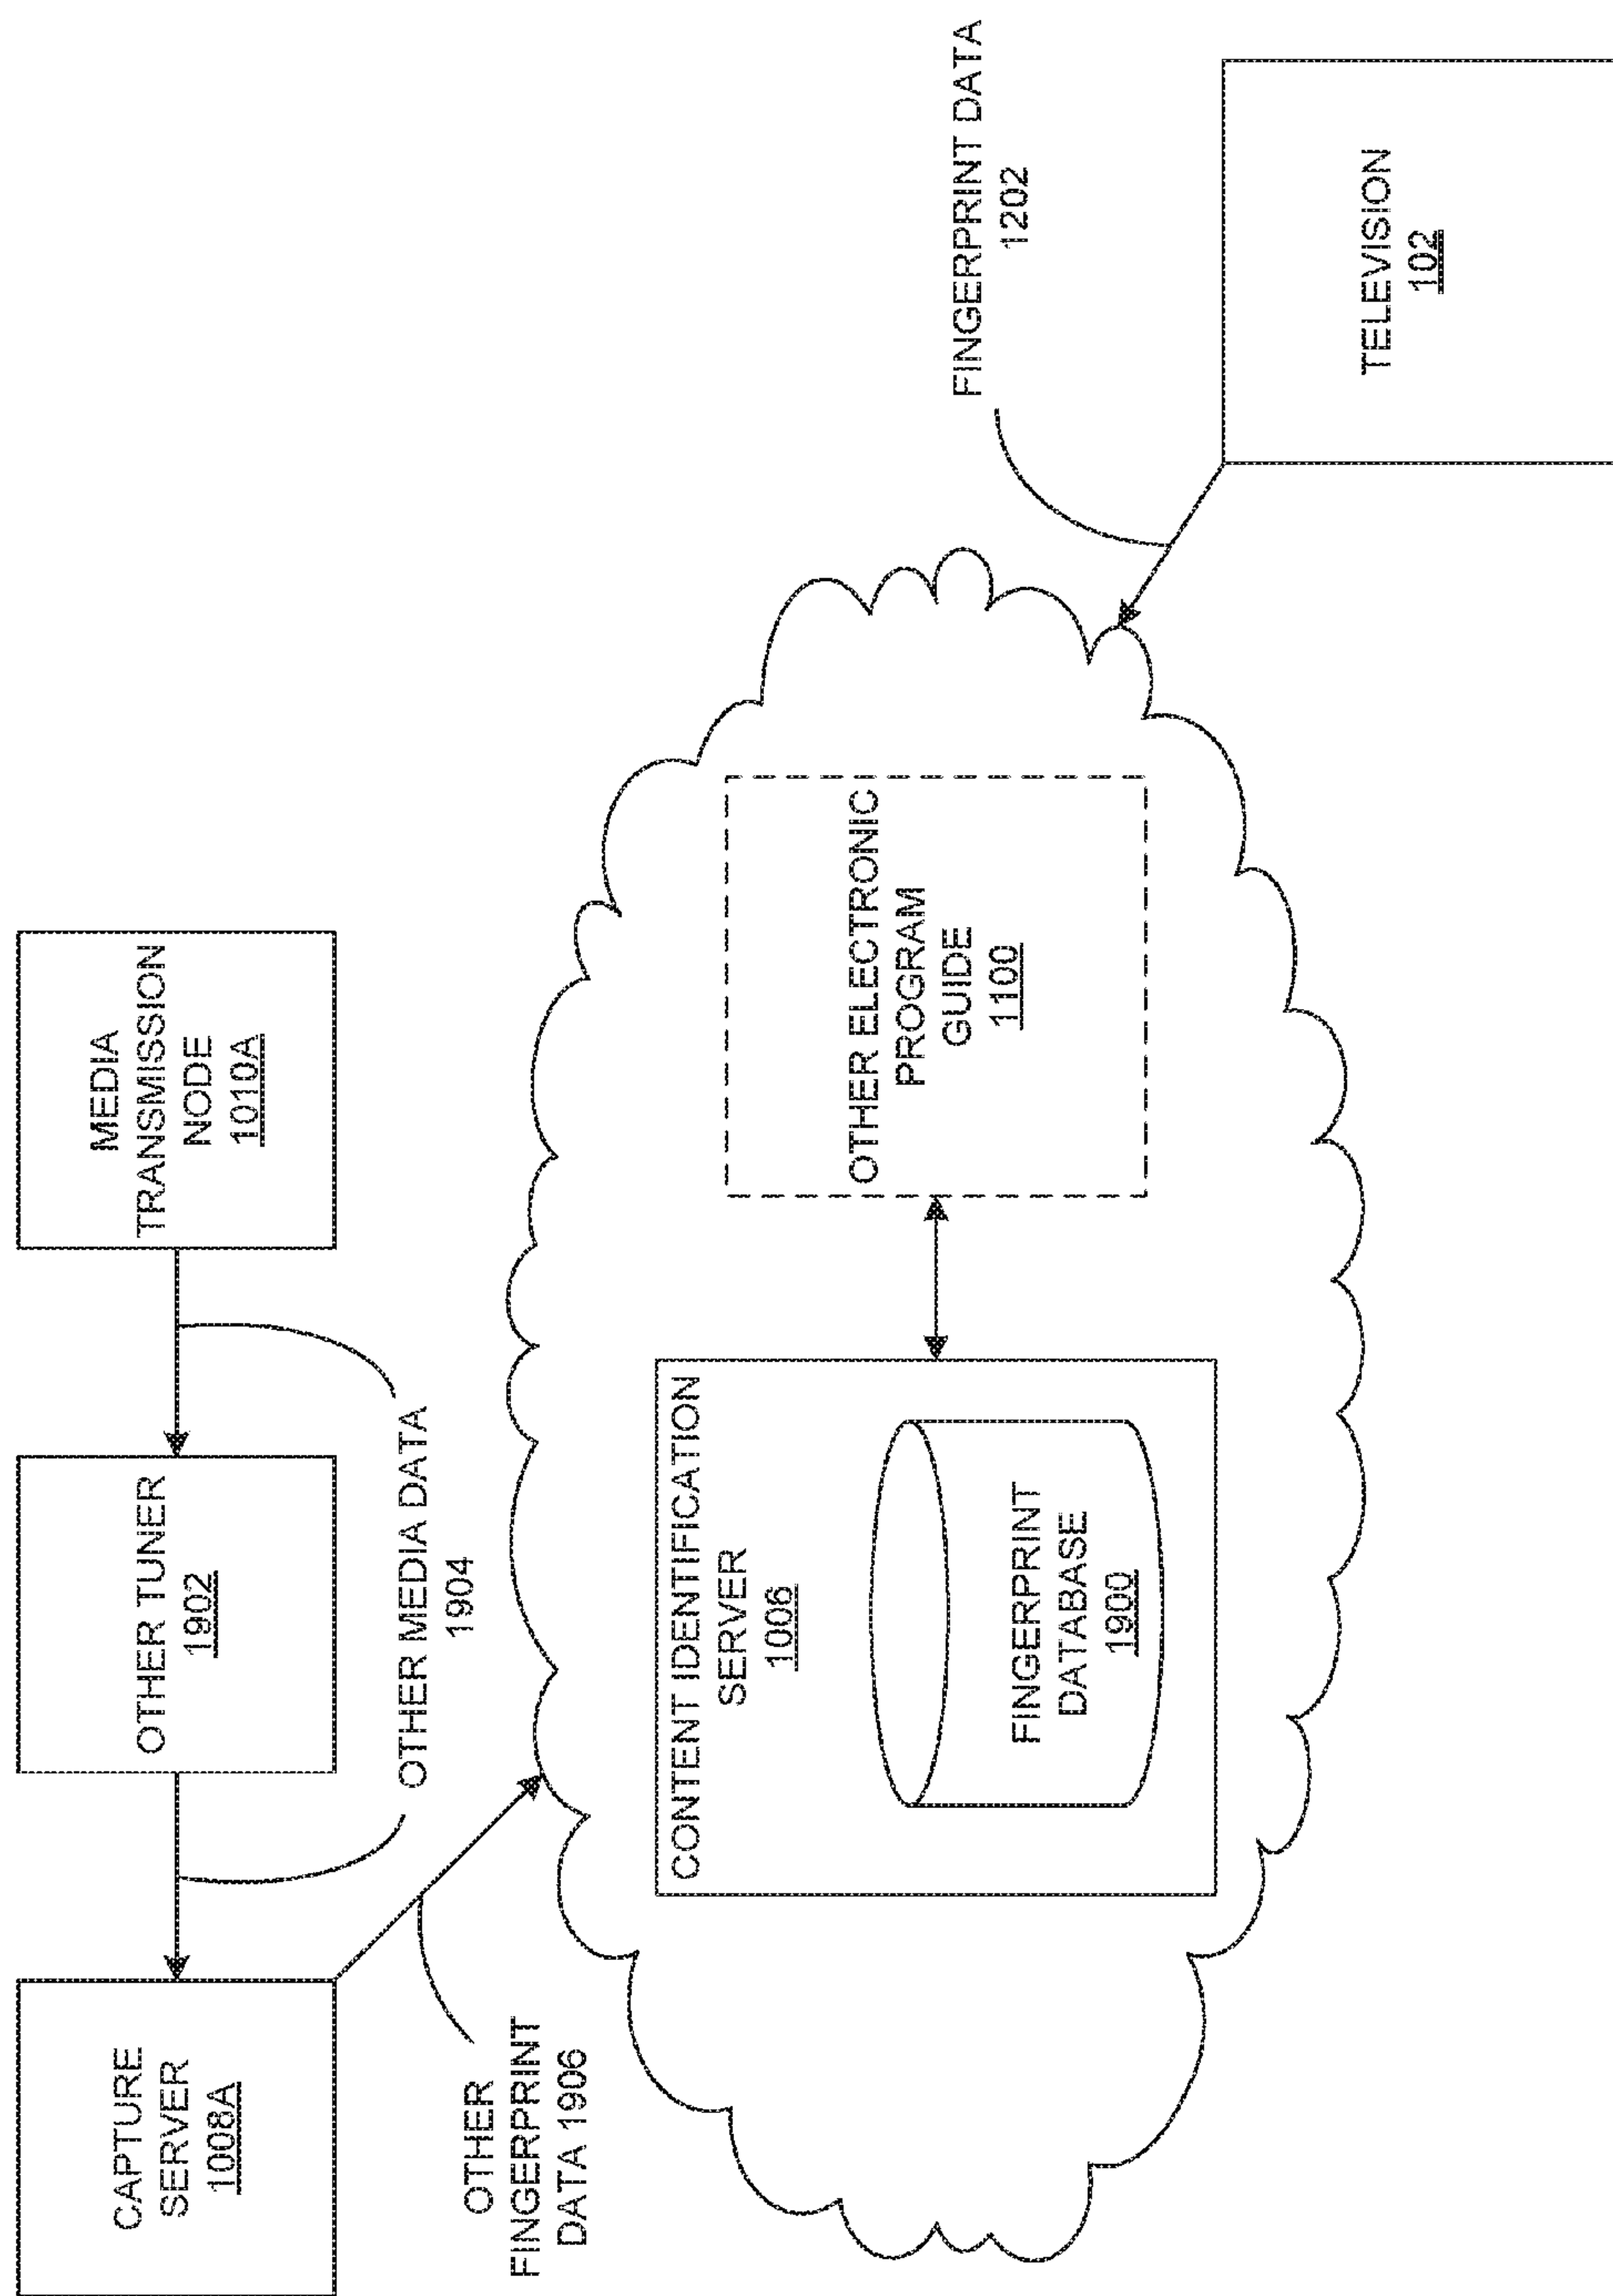 CAPTURE
SERVER
1008A
OTHER TUNER
1902
MEDIA
TRANSMISSION
NODE
1010A
OTHER MEDIA DATA
1904
OTHER
FINGERPRINT
DATA 1906
CONTENT IDENTIFICATION
SERVER
1006
FINGERPRINT
DATABASE
1900
OTHER ELECTRONIC
PROGRAM
GUIDE
1100
FINGERPRINT DATA
1202
TELEVISION
102